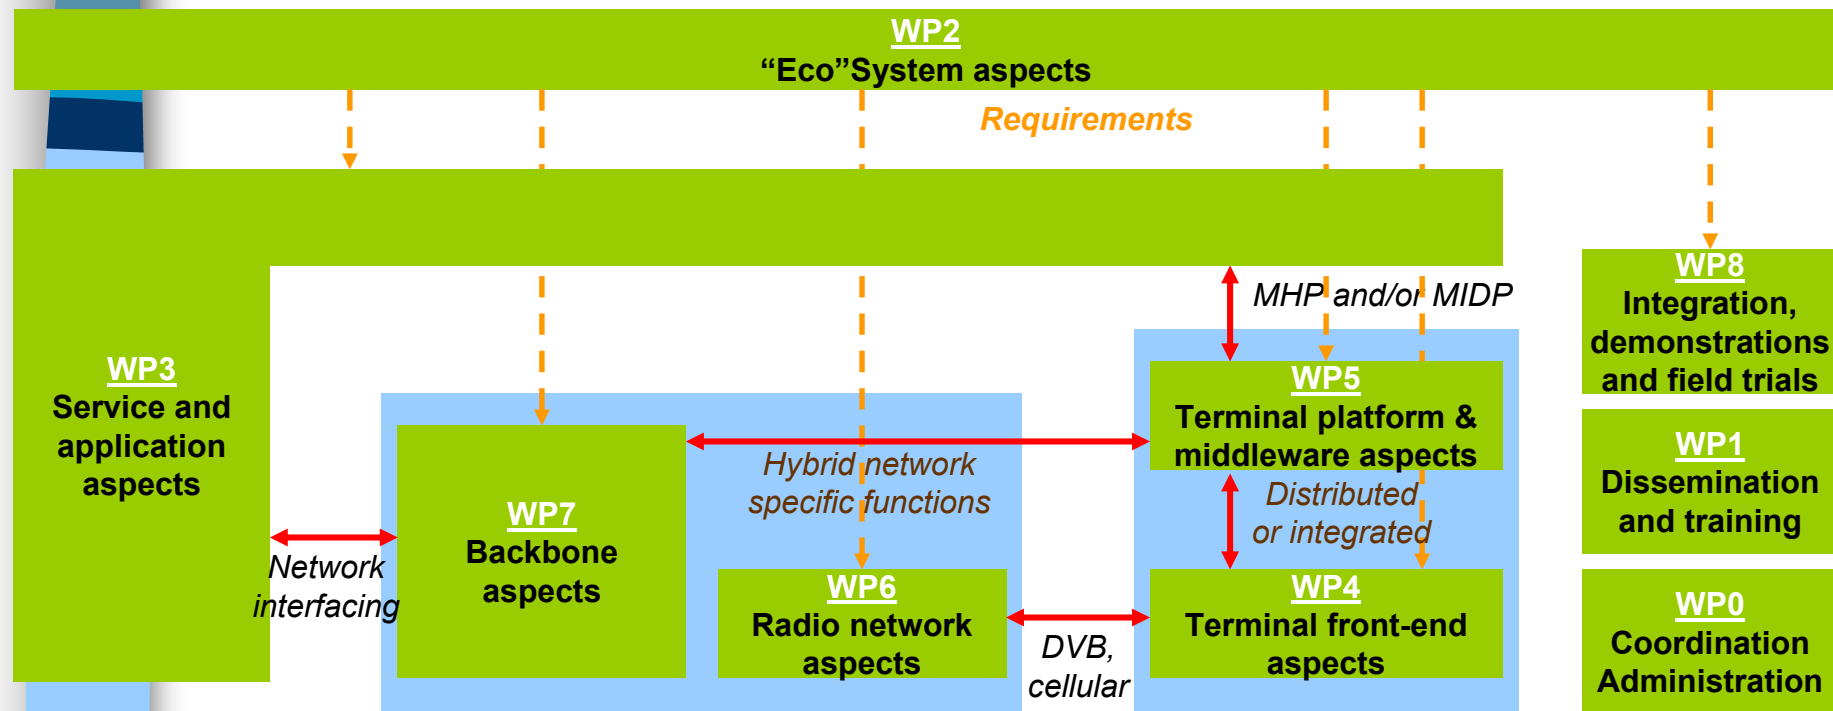 WP2
“Eco”System aspects
Requirements
MHP and/or MIDP
WP8
Integration,
demonstrations
and field trials
WP3
Service and
application
aspects
WP5
Terminal platform &
middleware aspects
Hybrid network
specific functions
WP1
Dissemination
and training
Distributed
or integrated
WP7
Backbone
aspects
Network
interfacing
WP6
Radio network
aspects
DVB,
cellular
WP4
Terminal front-end
aspects
WP0
Coordination
Administration